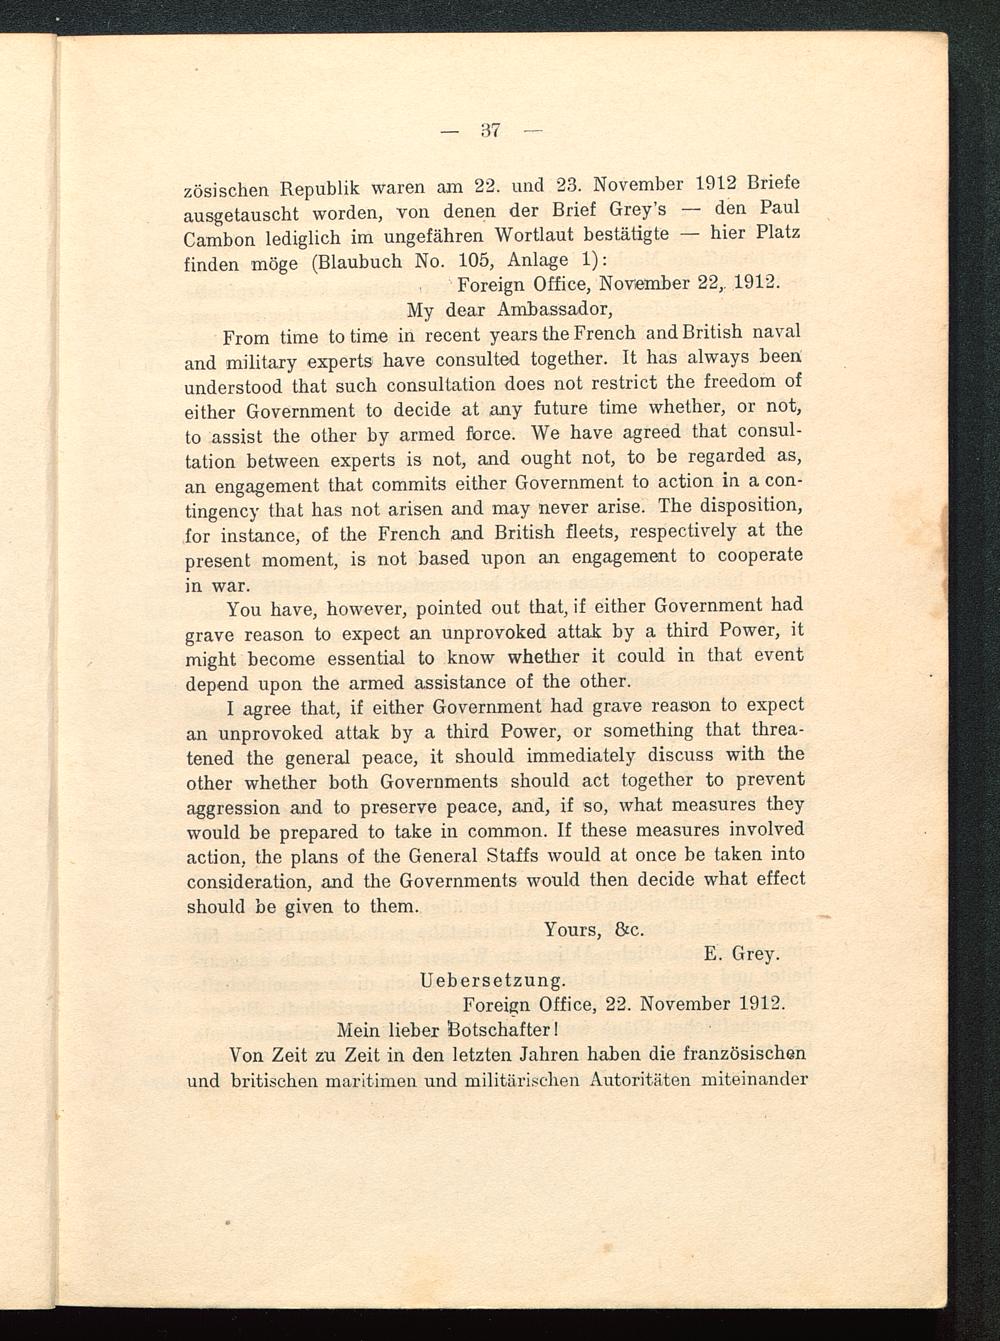 — 37 —
zösischen Republik waren am 22. und 23. November 1912 Briefe
ausgetauscht worden, von denen der Brief Grey's — den Paul
Cambon lediglich im ungefähren Wortlaut bestätigte — hier Platz
finden möge (Blaubuch No. 105, Anlage 1):
Foreign Office, November 22, 1912.
My dear Ambassador,
From time to time in recent years the French and British naval
and military experts have consulted together. It has always been
understood that such consultation does not restrict the freedom of
either Government to decide at any future time whether, or not,
to assist the other by armed force. We have agreed that consul-
tation between experts is not, and ought not, to be regarded as,
an engagement that commits either Government to action in a con-
tingency that has not arisen and may never arise. The disposition,
for instance, of the French and British fleets, respectively at the
present moment, is not based upon an engagement to cooperate
in war.
You have, however, pointed out that, if either Government had
grave reason to expect an unprovoked attak by a third Power, it
might become essential to know whether it could in that event
depend upon the armed assistance of the other.
I agree that, if either Government had grave reason to expect
an unprovoked attak by a third Power, or something that threa-
tened the general peace, it should immediately discuss with the
other whether both Governments should act together to prevent
aggression and to preserve peace, and, if so, what measures they
would be prepared to take in common. If these measures involved
action, the plans of the General Staffs would at once be taken into
consideration, and the Governments would then decide what effect
should be given to them.
Yours, &c.
E. Grey.
Uebersetzung.
Foreign Office, 22. November 1912.
Mein lieber Botschafter!
Von Zeit zu Zeit in den letzten Jahren haben die französischen
und britischen maritimen und militärischen Autoritäten miteinander